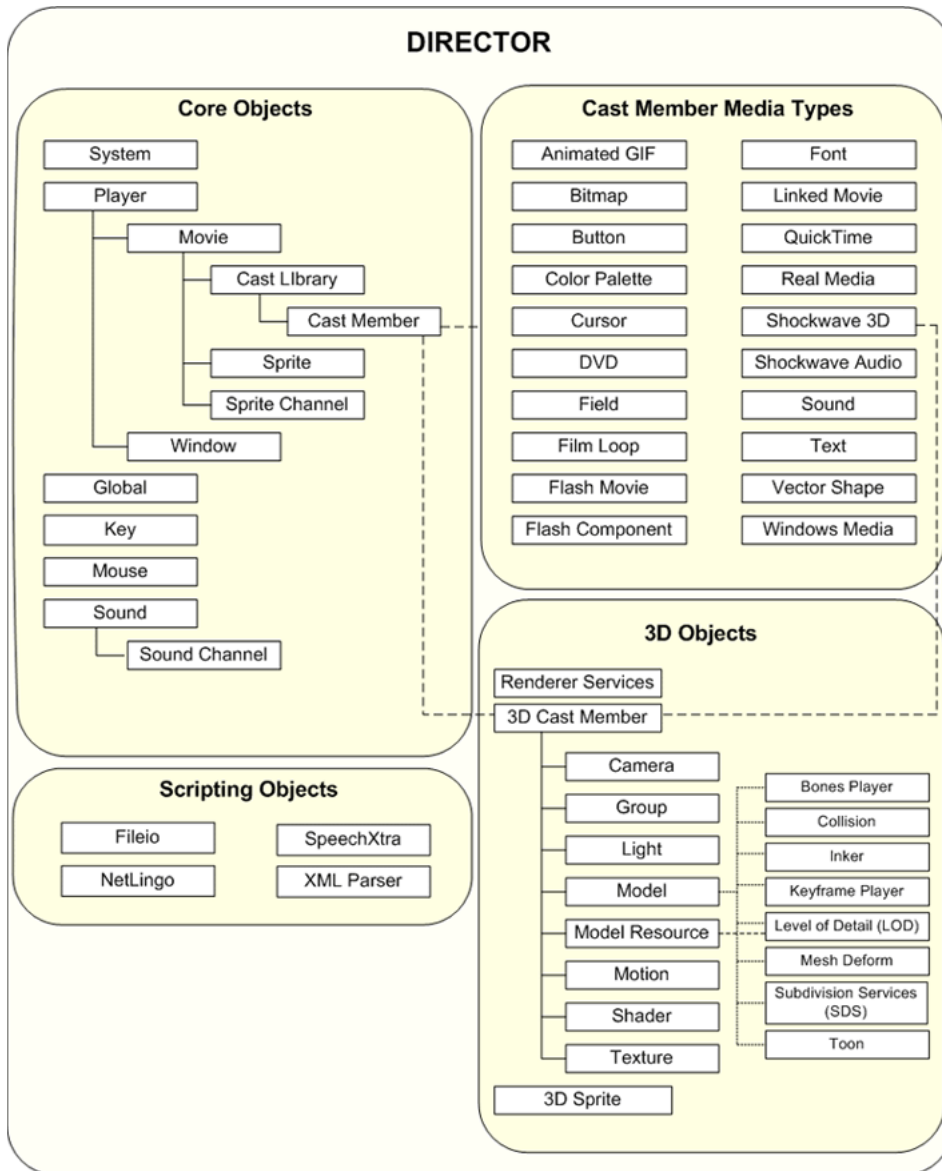 DIRECTOR
Core Objects
System
Player
Movie
Cast LIbrary
Cast Member
Sprite
Sprite Channel
Window
Global
Key
Mouse
Sound
Sound Channel
Cast Member Media Types
Animated GIF
Bitmap
Button
Color Palette
Cursor
DVD
Field
Film Loop
Flash Movie
Flash Component
Font
Linked Movie
QuickTime
Real Media
Shockwave 3D
Shockwave Audio
Sound
Text
Vector Shape
Windows Media
Scripting Objects
Fileio
NetLingo
SpeechXtra
XML Parser
3D Objects
Renderer Services
3D Cast Member
Camera
Group
Light
Model
Model Resource
Motion
Shader
Texture
Bones Player
Collision
Inker
Keyframe Player
Level of Detail (LOD)
Mesh Deform
Subdivision Services
(SDS)
Toon
3D Sprite